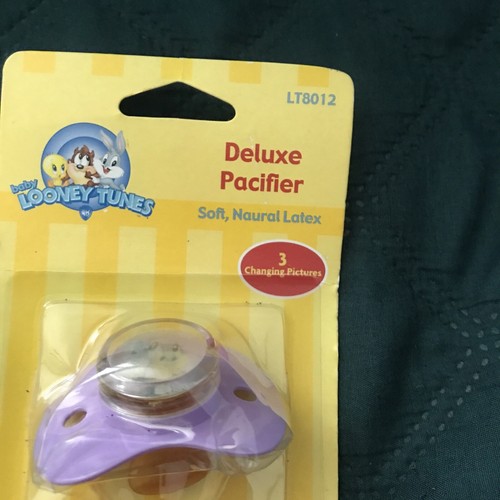 LT8012
baby
LOONEY TUNES
Deluxe
Pacifier
Soft, Naural Latex
3
Changing Pictures